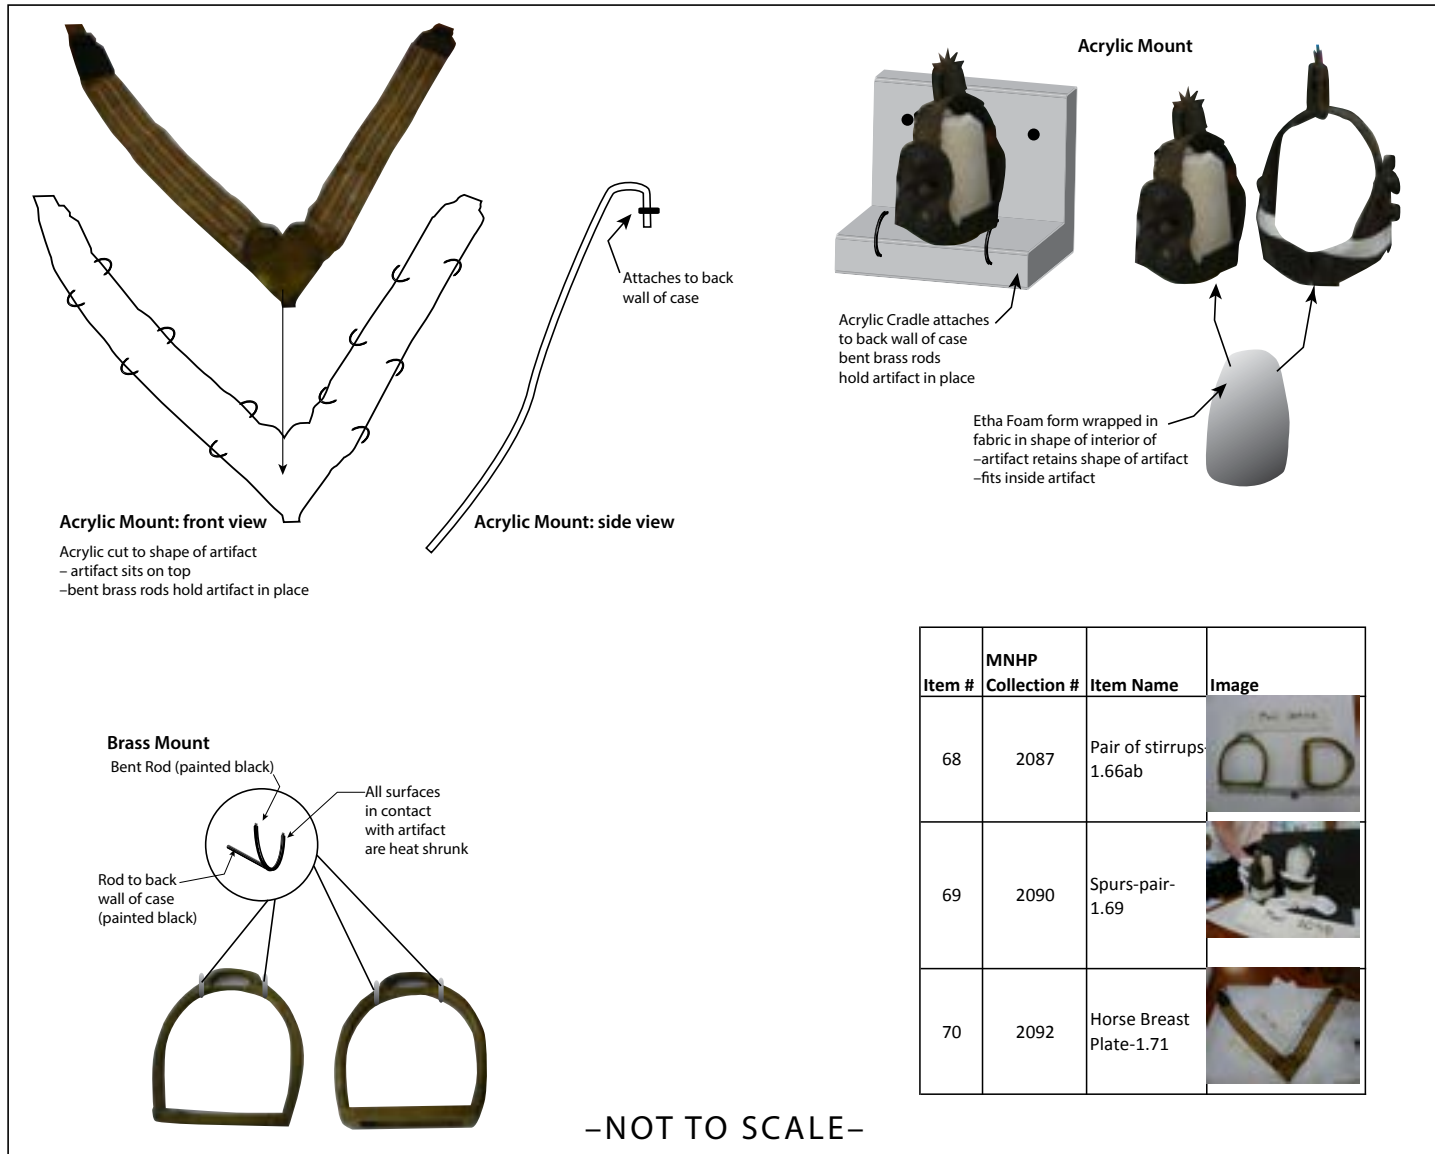 Acrylic Mount
Attaches to back
wall of case
Acrylic Cradle attaches
to back wall of case
bent brass rods
hold artifact in place
Etha Foam form wrapped in
fabric in shape of interior of
–artifact retains shape of artifact
–fits inside artifact
Acrylic Mount: front view
Acrylic cut to shape of artifact
– artifact sits on top
–bent brass rods hold artifact in place
Acrylic Mount: side view
Brass Mount
Bent Rod (painted black)
All surfaces
in contact
with artifact
are heat shrunk
Rod to back
wall of case
(painted black)
Item #
MNHP
Collection #
Item Name
Image
68
2087
Pair of stirrups-
1.66ab
69
2090
Spurs-pair-
1.69
70
2092
Horse Breast
Plate-1.71
–NOT TO SCALE–